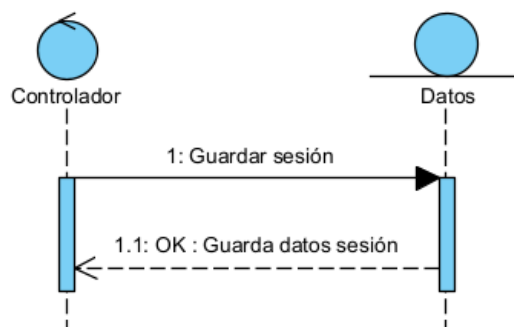 Controlador
Datos
1: Guardar sesión
1.1: OK : Guarda datos sesión